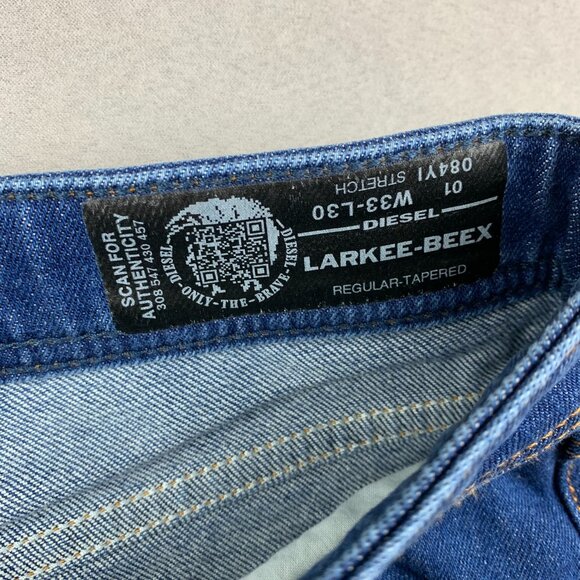 SCAN FOR
AUTHENTICITY
308 547 430 457
DIESEL
·ONLY-THE-BRAVE·
DIESEL
01
084YI STRETCH
W33-L30
DIESEL
LARKEE-BEEX
REGULAR-TAPERED